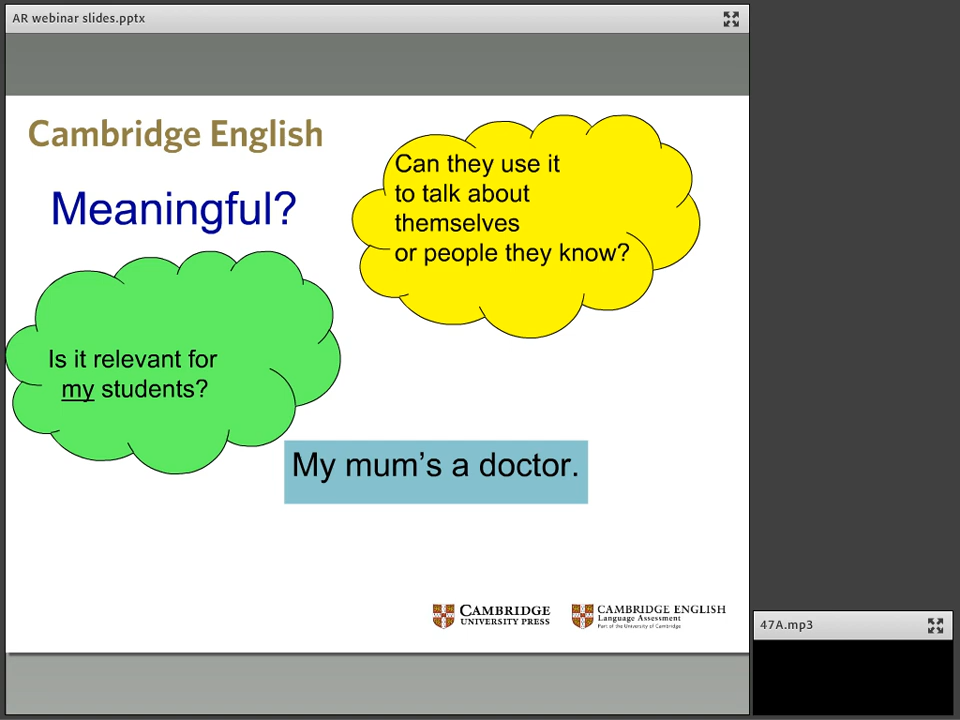 AR webinar slides.pptx
Cambridge English
Meaningful?
Can they use it
to talk about
themselves
or people they know?
Is it relevant for
my students?
My mum's a doctor.
CAMBRIDGE
UNIVERSITY PRESS
CAMBRIDGE ENGLISH
Language Assessment
Part of the University of Cambridge
47A.mp3